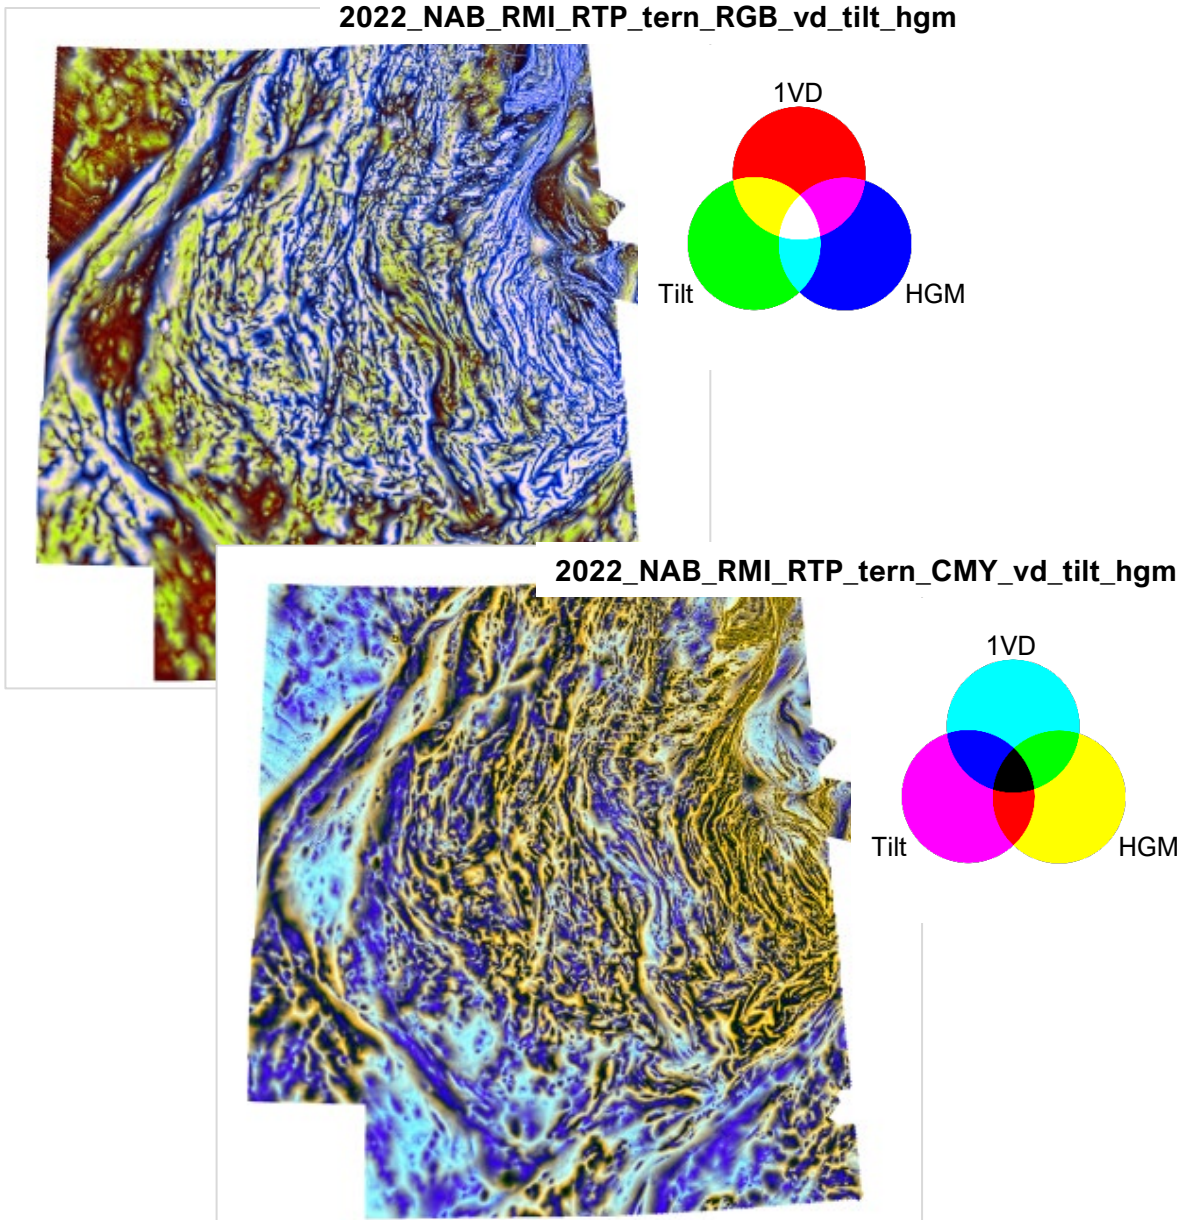 2022_NAB_RMI_RTP_tern_RGB_vd_tilt_hgm
1VD
Tilt
HGM
2022_NAB_RMI_RTP_tern_CMY_vd_tilt_hgm
1VD
Tilt
HGM